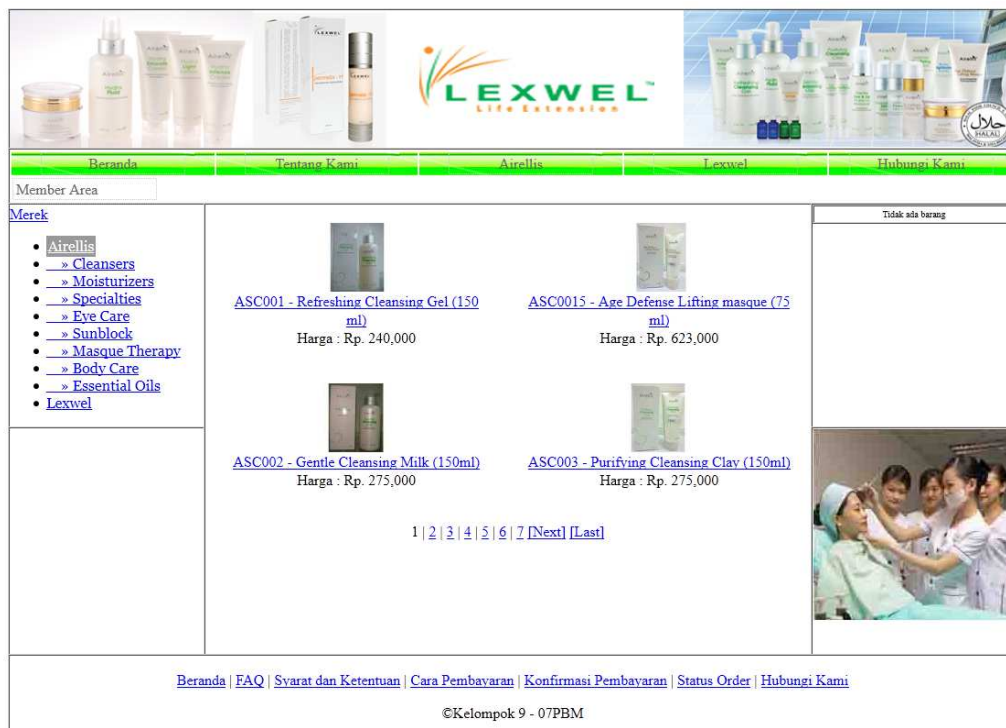 LEXWEL™
Life Extension
حلال
HALAL
Beranda
Tentang Kami
Airellis
Lexwel
Hubungi Kami
Member Area
Merek
Airellis
» Cleansers
» Moisturizers
» Specialties
» Eye Care
» Sunblock
» Masque Therapy
» Body Care
» Essential Oils
Lexwel
ASC001 - Refreshing Cleansing Gel (150
ml)
Harga : Rp. 240,000
ASC0015 - Age Defense Lifting masque (75
ml)
Harga : Rp. 623,000
ASC002 - Gentle Cleansing Milk (150ml)
Harga : Rp. 275,000
ASC003 - Purifying Cleansing Clay (150ml)
Harga : Rp. 275,000
1 | 2 | 3 | 4 | 5 | 6 | 7 [Next] [Last]
Tidak ada barang
Beranda | FAQ | Syarat dan Ketentuan | Cara Pembayaran | Konfirmasi Pembayaran | Status Order | Hubungi Kami
©Kelompok 9 - 07PBM